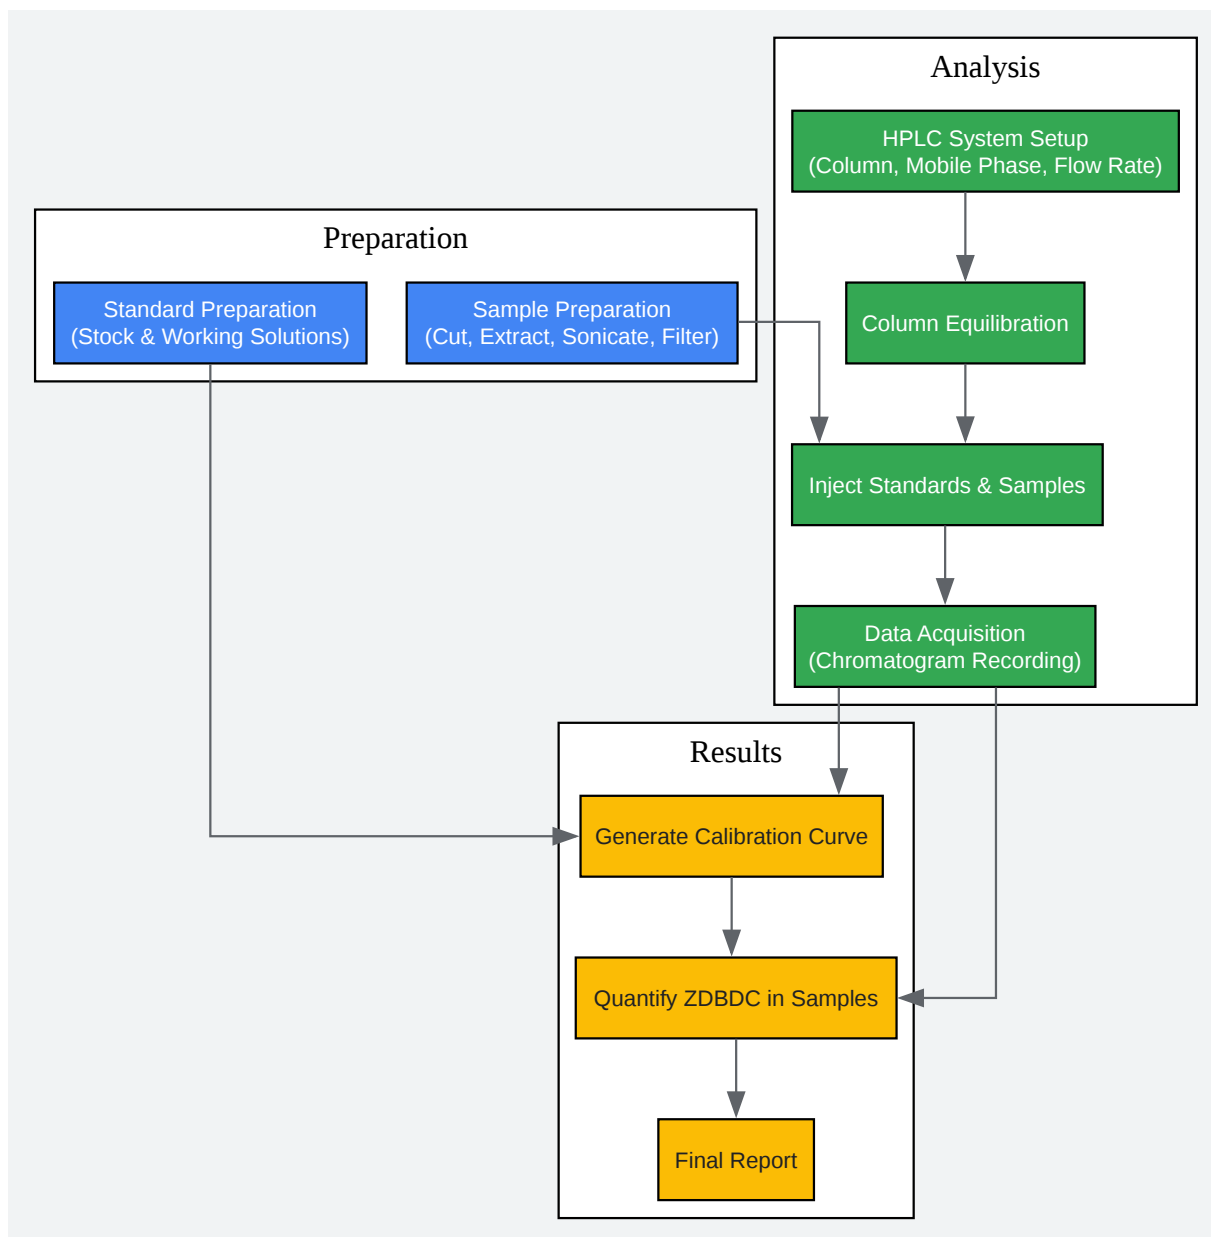 Preparation
Standard Preparation
(Stock & Working Solutions)
Sample Preparation
(Cut, Extract, Sonicate, Filter)
Analysis
HPLC System Setup
(Column, Mobile Phase, Flow Rate)
Column Equilibration
Inject Standards & Samples
Data Acquisition
(Chromatogram Recording)
Results
Generate Calibration Curve
Quantify ZDBDC in Samples
Final Report